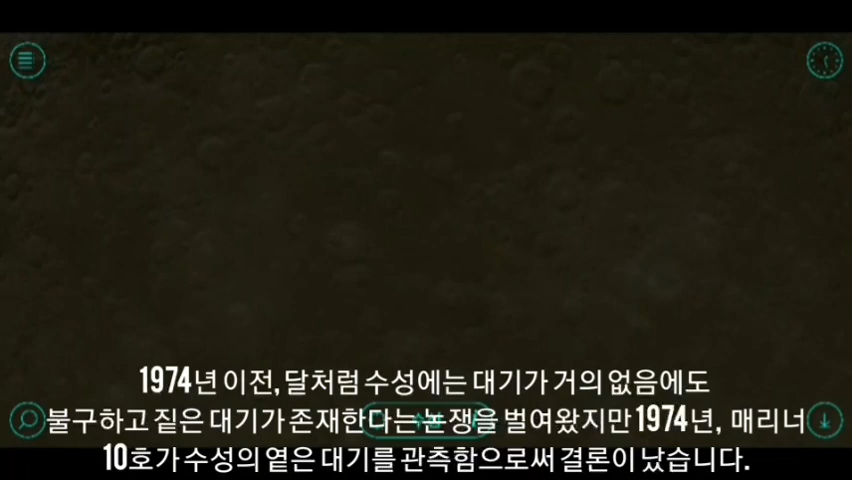 1974년 이전, 달처럼 수성에는 대기가 거의 없음에도
불구하고 짙은 대기가 존재한다는 논쟁을 벌여왔지만 1974년, 매리너
10호가 수성의 옅은 대기를 관측함으로써 결론이 났습니다.